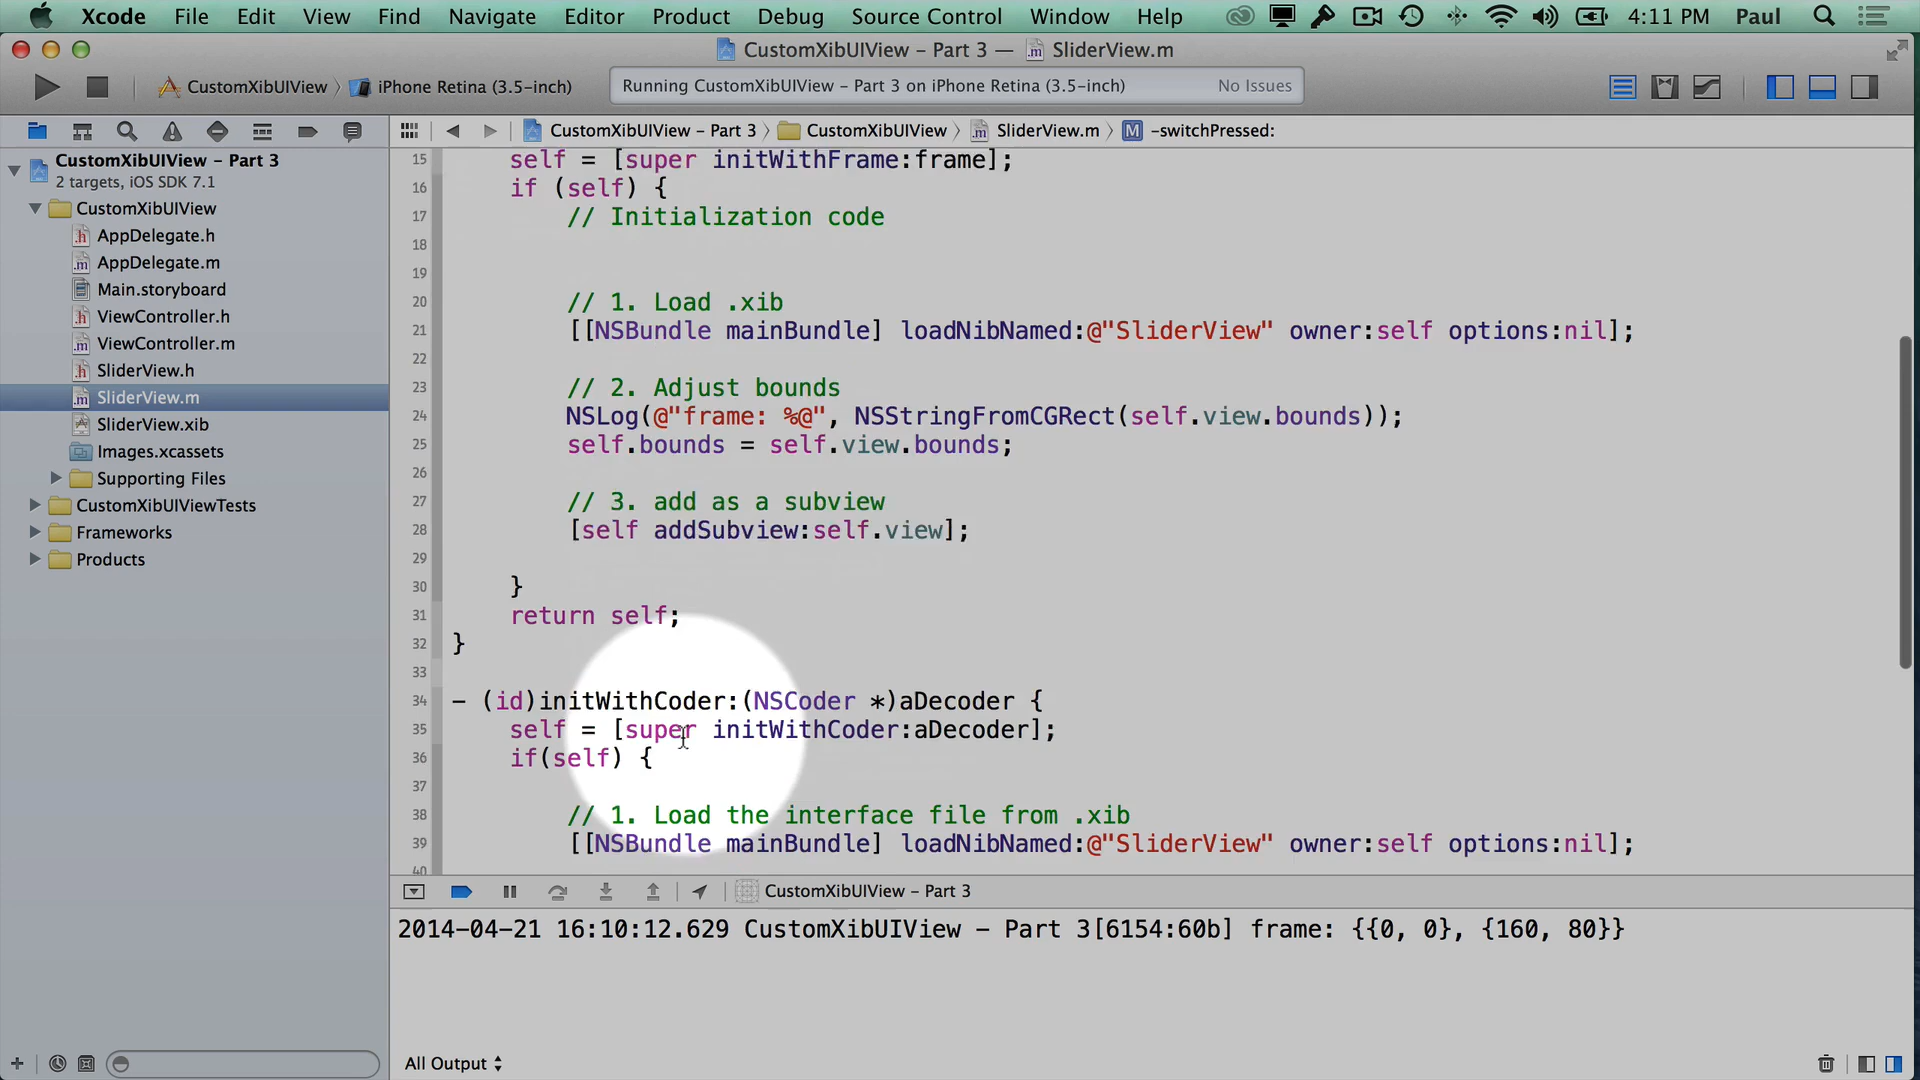 Xcode File Edit View Find Navigate Editor Product Debug Source Control Window Help 4:11 PM Paul
CustomXibUIView - Part 3 — SliderView.m
CustomXibUIView iPhone Retina (3.5-inch)
Running CustomXibUIView - Part 3 on iPhone Retina (3.5-inch) No Issues
CustomXibUIView - Part 3 CustomXibUIView SliderView.m M -switchPressed:
CustomXibUIView - Part 3
2 targets, iOS SDK 7.1
CustomXibUIView
AppDelegate.h
AppDelegate.m
Main.storyboard
ViewController.h
ViewController.m
SliderView.h
SliderView.m
SliderView.xib
Images.xcassets
Supporting Files
CustomXibUIViewTests
Frameworks
Products
15 self = [super initWithFrame:frame];
16 if (self) {
17 // Initialization code
18
19
20 // 1. Load .xib
21 [[NSBundle mainBundle] loadNibNamed:@"SliderView" owner:self options:nil];
22
23 // 2. Adjust bounds
24 NSLog(@"frame: %@", NSStringFromCGRect(self.view.bounds));
25 self.bounds = self.view.bounds;
26
27 // 3. add as a subview
28 [self addSubview:self.view];
29
30 }
31 return self;
32 }
33
34 - (id)initWithCoder:(NSCoder *)aDecoder {
35 self = [super initWithCoder:aDecoder];
36 if(self) {
37
38 // 1. Load the interface file from .xib
39 [[NSBundle mainBundle] loadNibNamed:@"SliderView" owner:self options:nil];
40
CustomXibUIView - Part 3
2014-04-21 16:10:12.629 CustomXibUIView - Part 3[6154:60b] frame: {{0, 0}, {160, 80}}
All Output